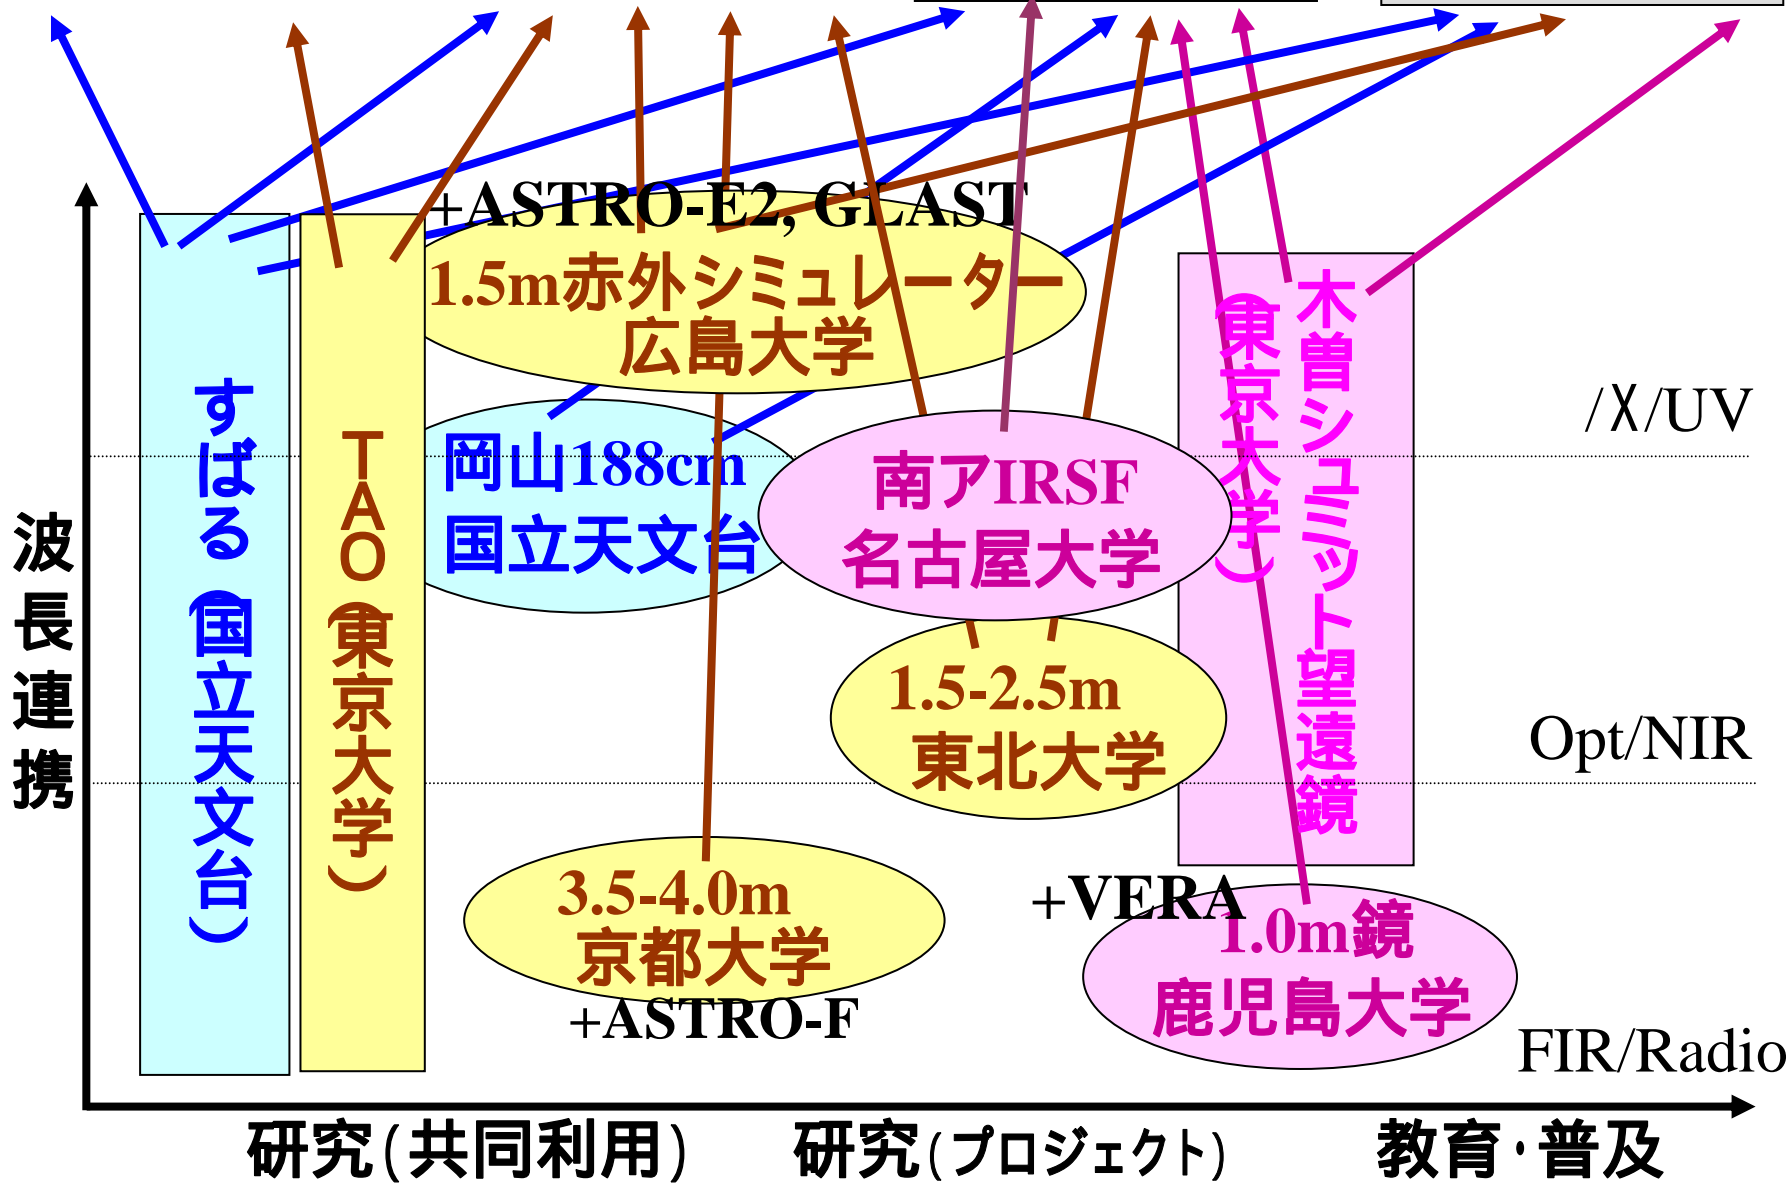 +ASTRO-E2, GLAST
1.5m赤外シミュレーター
広島大学
木曽シュミット望遠鏡
(東京大学)
すばる(国立天文台)
TAO(東京大学)
/X/UV
岡山188cm
国立天文台
南アIRSF
名古屋大学
波長連携
1.5-2.5m
東北大学
Opt/NIR
3.5-4.0m
京都大学
+ASTRO-F
+VERA
1.0m鏡
鹿児島大学
FIR/Radio
研究(共同利用)
研究(プロジェクト)
教育・普及